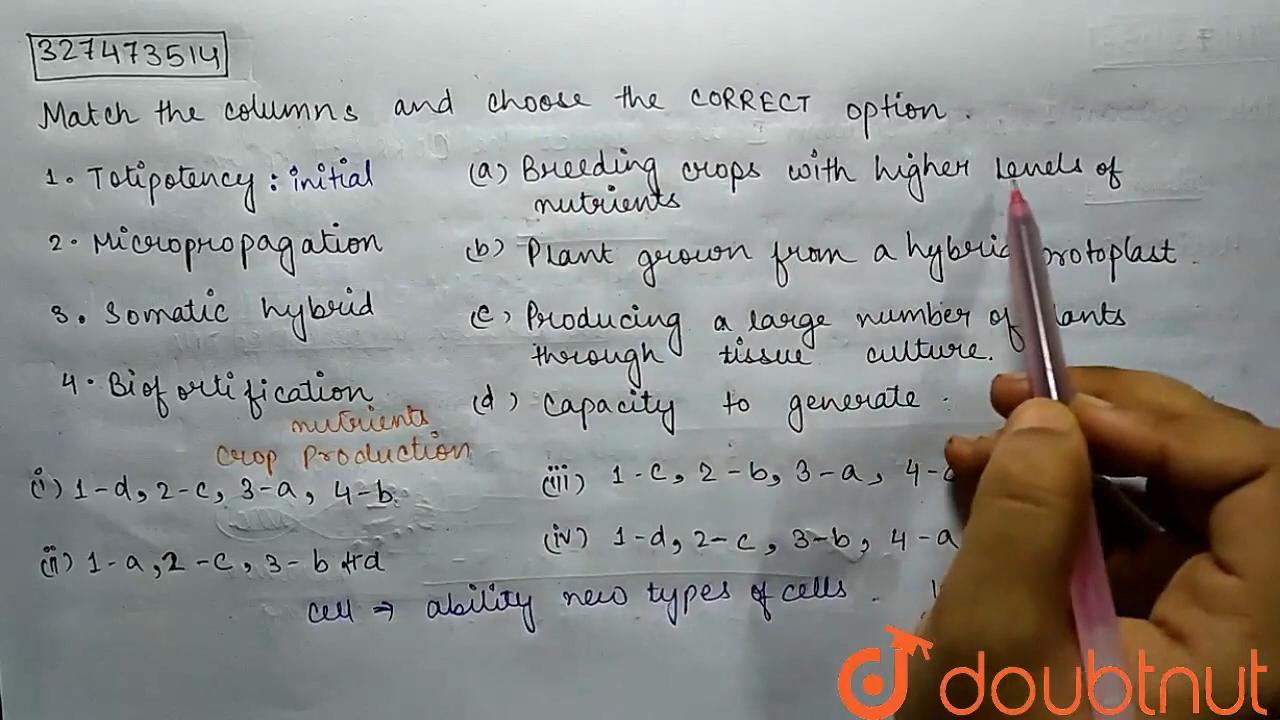 327473514
Match the columns and choose the CORRECT option.
1. Totipotency : initial
(a) Breeding crops with higher levels of
nutrients
2. Micropropagation
(b) Plant grown from a hybrid protoplast.
3. Somatic hybrid
(c) Producing a large number of plants
through tissue culture.
4. Biofortification
(d) Capacity to generate.
nutrients
crop production
(i) 1-d, 2-c, 3-a, 4-b.
(iii) 1-c, 2-b, 3-a, 4-
(ii) 1-a, 2-c, 3-b 4-d
(iv) 1-d, 2-c, 3-b, 4-a
cell ⇒ ability new types of cells.
doubtnut